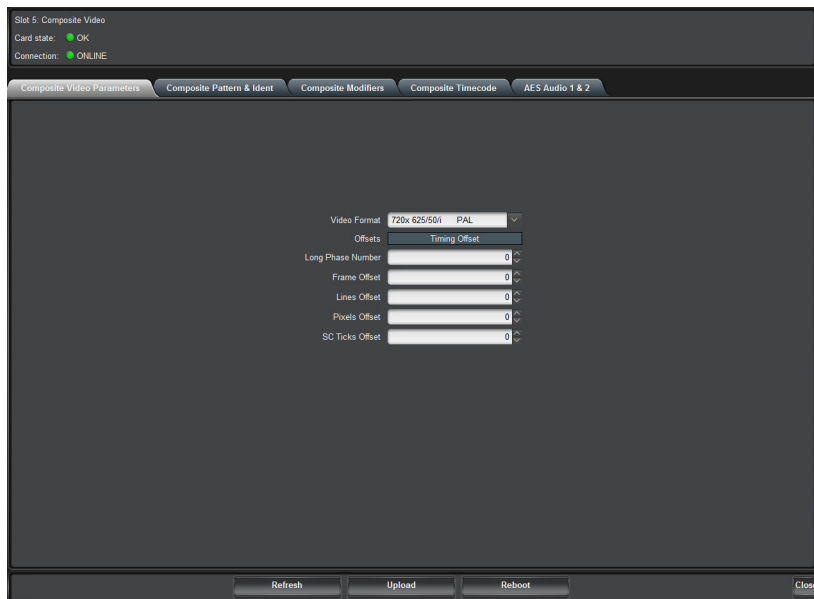 Slot 5: Composite Video
Card state: OK
Connection: ONLINE
Composite Video Parameters Composite Pattern & Ident Composite Modifiers Composite Timecode AES Audio 1 & 2
Video Format 720x 625/50/i PAL
Offsets Timing Offset
Long Phase Number 0
Frame Offset 0
Lines Offset 0
Pixels Offset 0
SC Ticks Offset 0
Refresh Upload Reboot Close